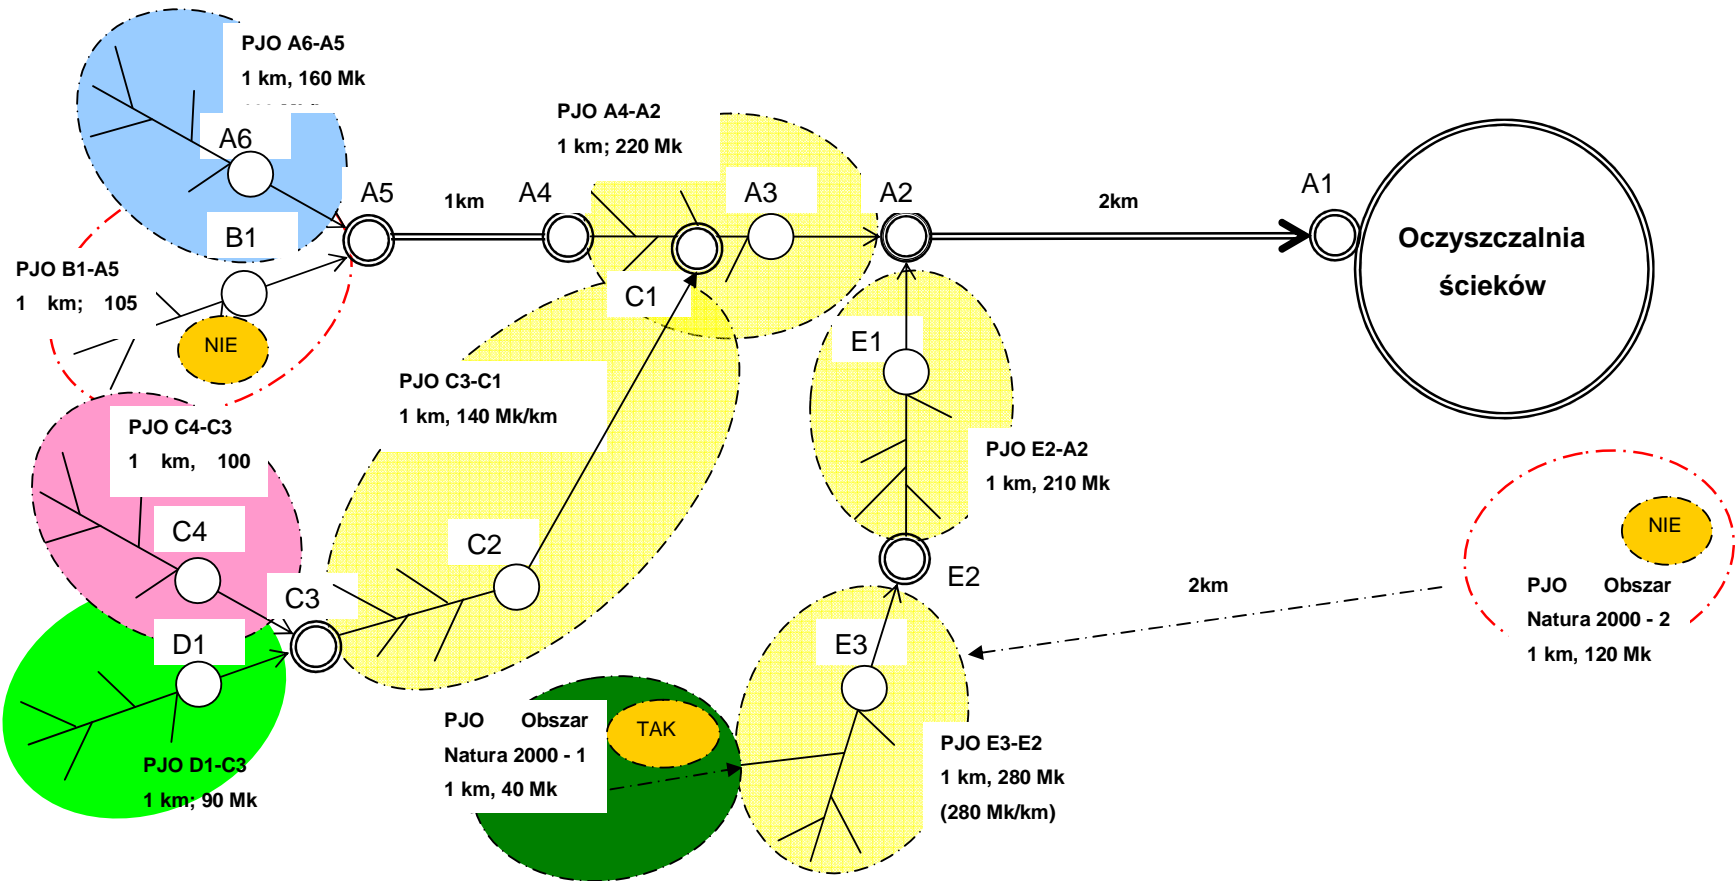 PJO A6-A5
1 km, 160 Mk
A6
PJO A4-A2
1 km; 220 Mk
A5
1km
A4
A3
A2
2km
A1
Oczyszczalnia
ścieków
B1
PJO B1-A5
1 km; 105
NIE
C1
E1
PJO C3-C1
1 km, 140 Mk/km
PJO C4-C3
1 km, 100
C4
C2
C3
PJO E2-A2
1 km, 210 Mk
E2
2km
NIE
PJO Obszar
Natura 2000 - 2
1 km, 120 Mk
D1
PJO D1-C3
1 km; 90 Mk
E3
PJO Obszar
Natura 2000 - 1
1 km, 40 Mk
TAK
PJO E3-E2
1 km, 280 Mk
(280 Mk/km)